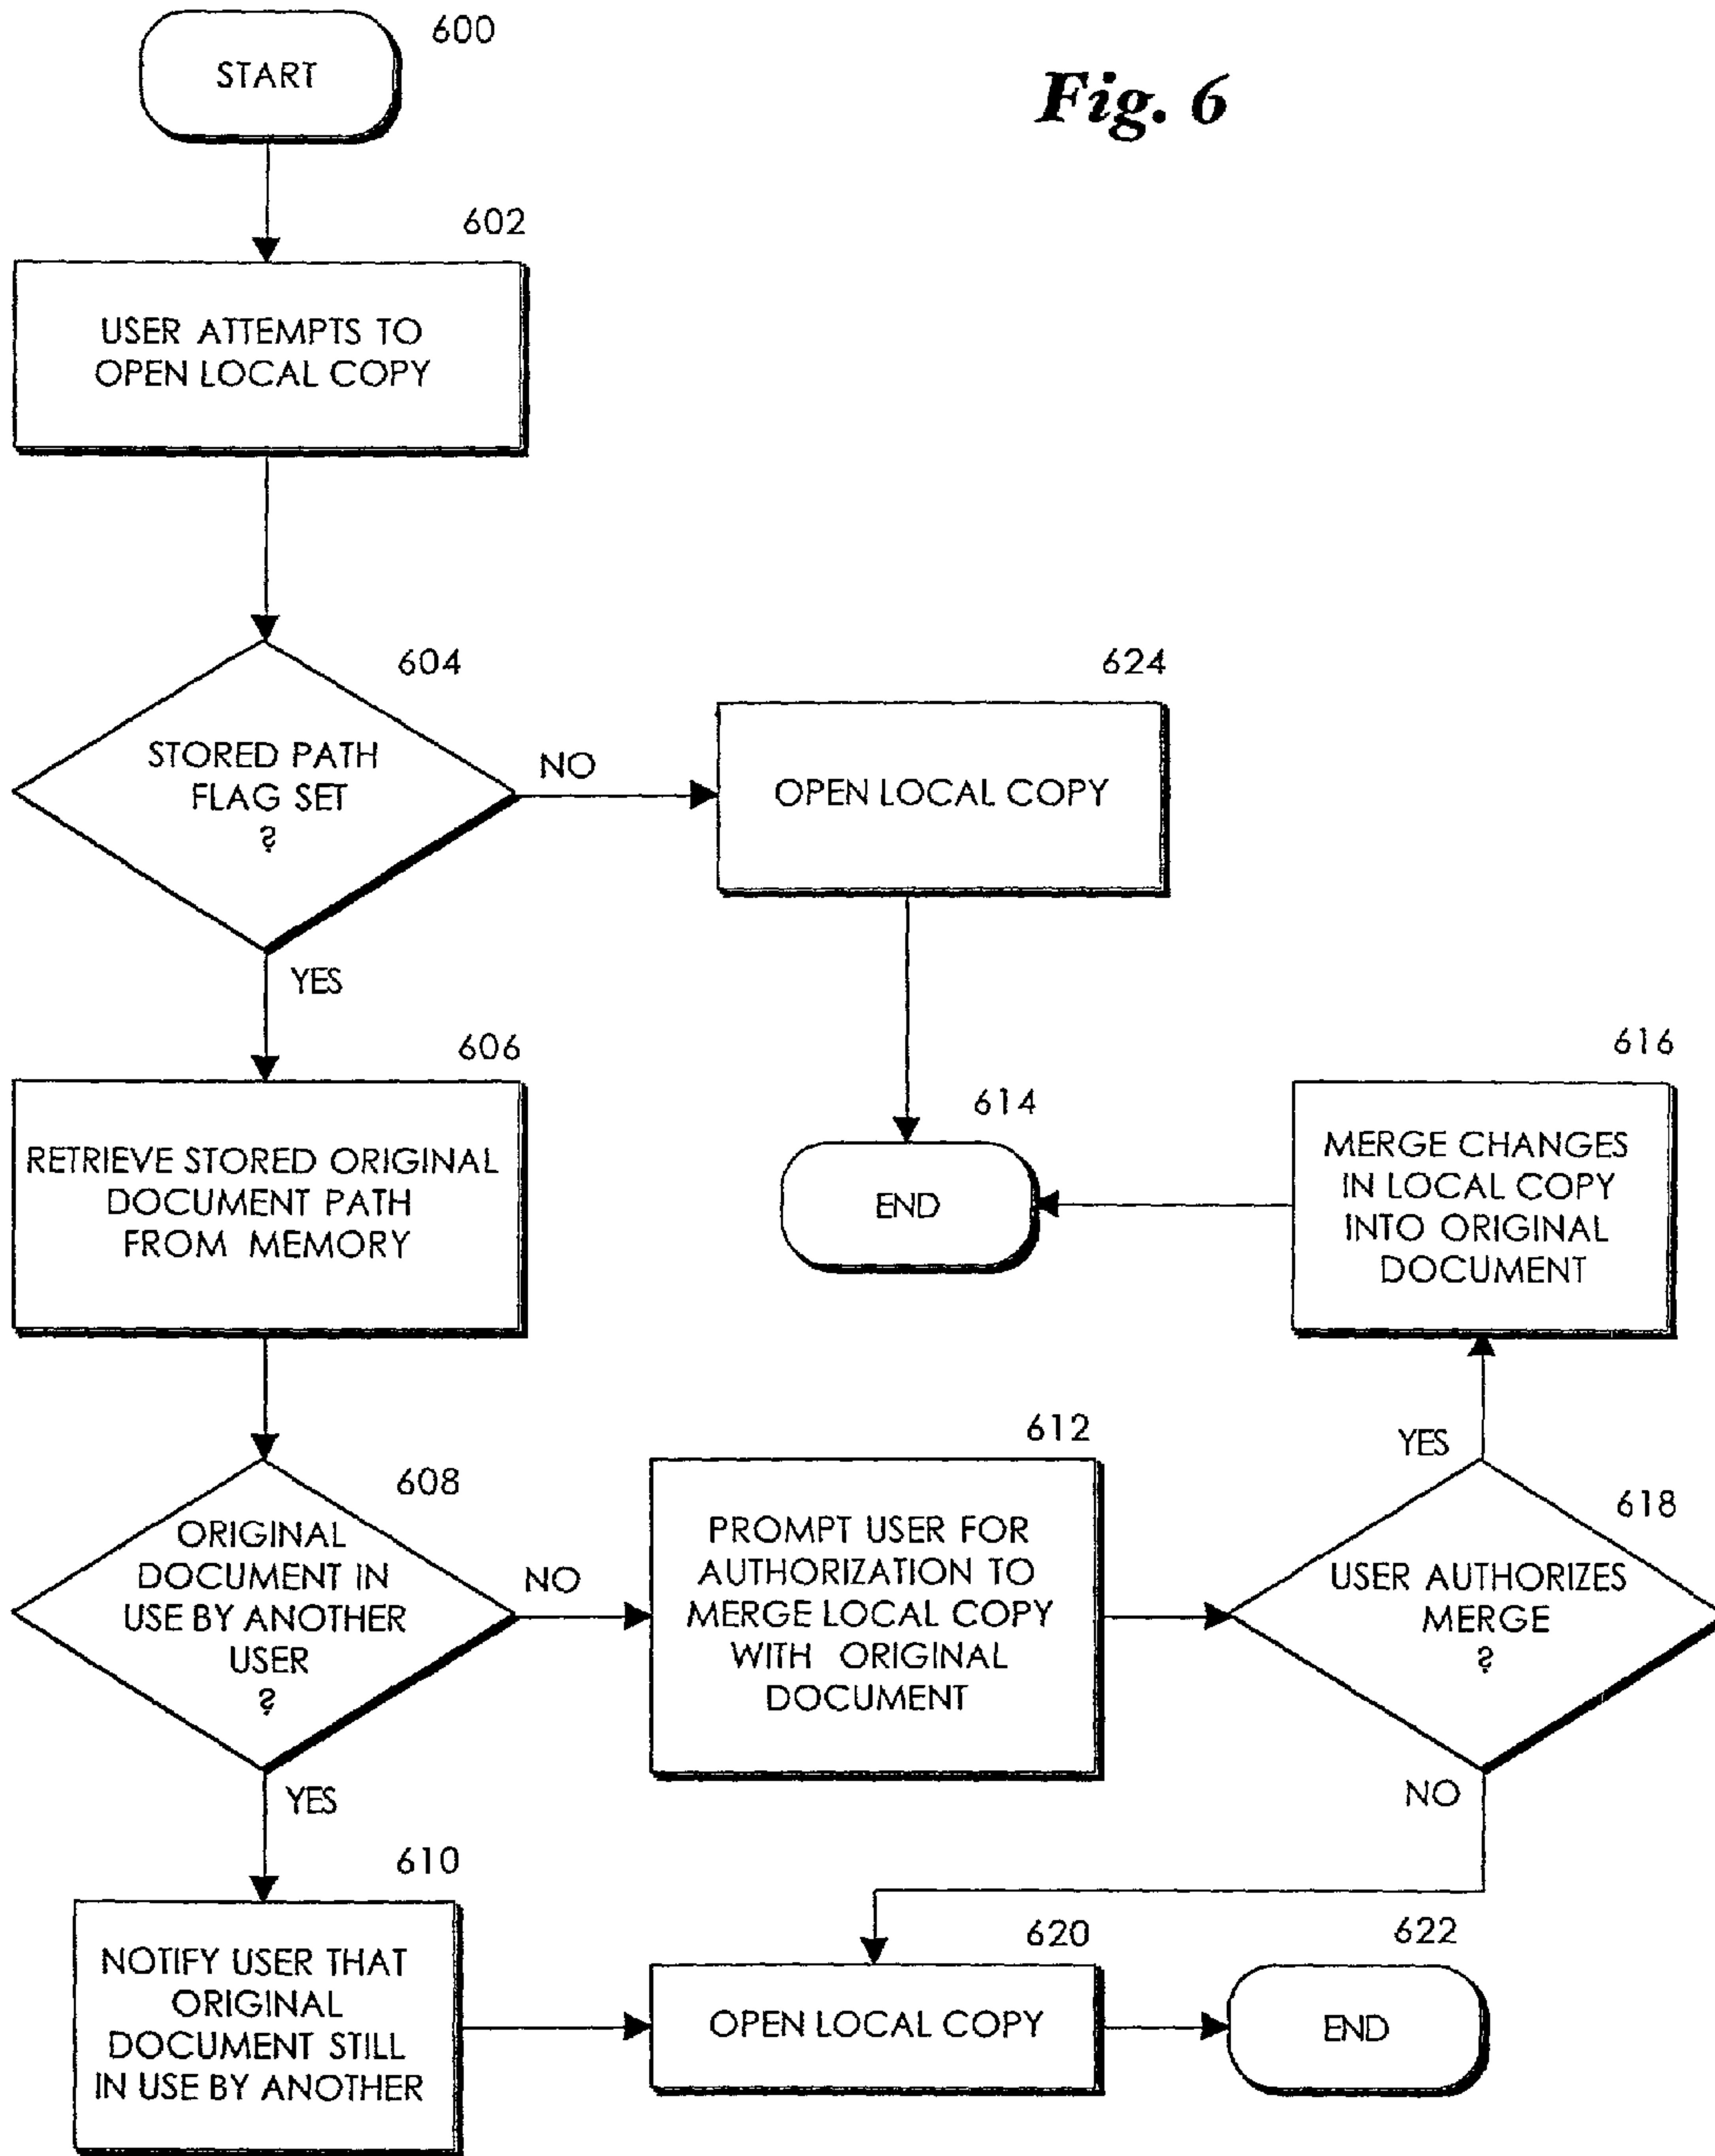 600
START
Fig. 6
602
USER ATTEMPTS TO
OPEN LOCAL COPY
604
STORED PATH
FLAG SET
?
NO
624
OPEN LOCAL COPY
YES
606
RETRIEVE STORED ORIGINAL
DOCUMENT PATH
FROM MEMORY
614
END
616
MERGE CHANGES
IN LOCAL COPY
INTO ORIGINAL
DOCUMENT
608
ORIGINAL
DOCUMENT IN
USE BY ANOTHER
USER
?
NO
612
PROMPT USER FOR
AUTHORIZATION TO
MERGE LOCAL COPY
WITH ORIGINAL
DOCUMENT
YES
618
USER AUTHORIZES
MERGE
?
NO
YES
610
NOTIFY USER THAT
ORIGINAL
DOCUMENT STILL
IN USE BY ANOTHER
620
OPEN LOCAL COPY
622
END